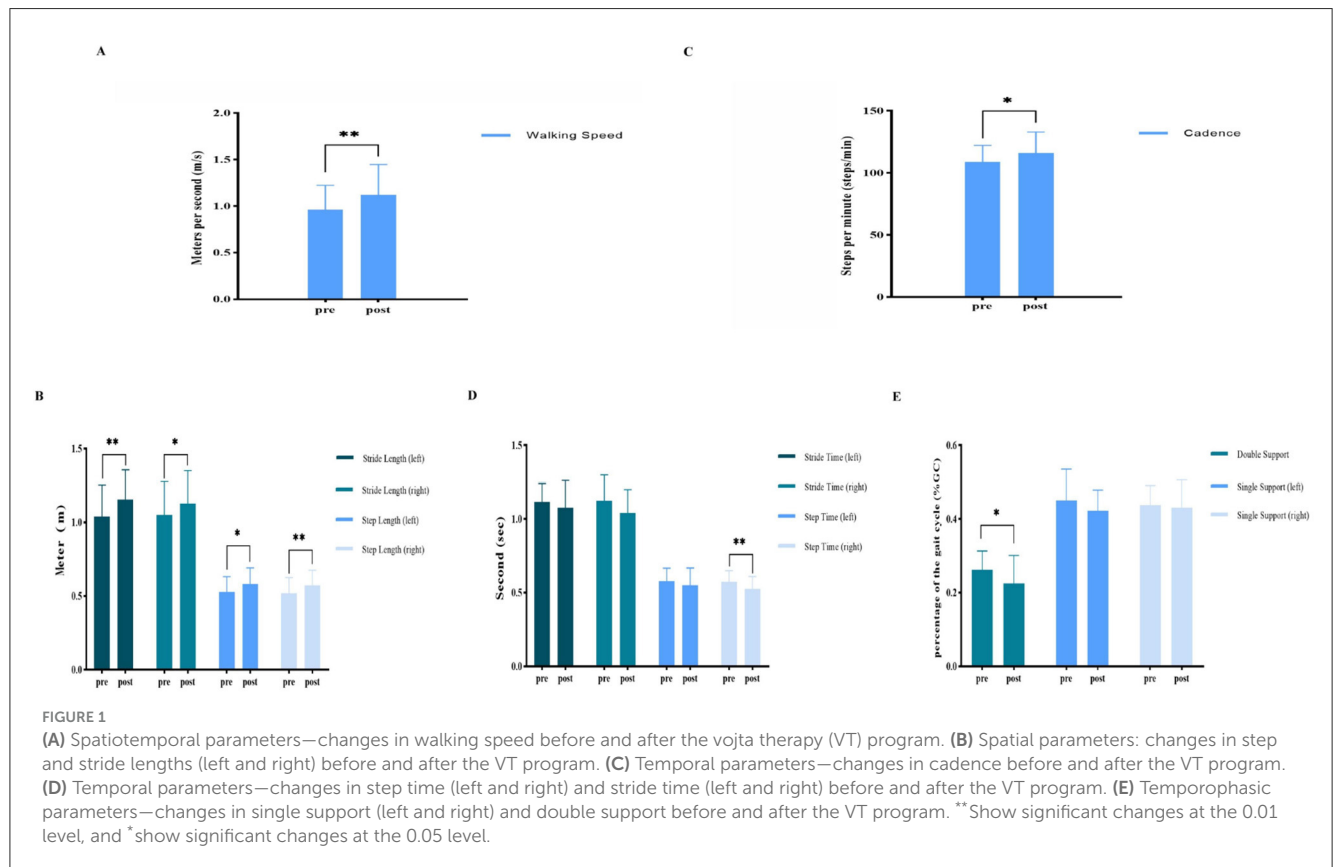 A
2.0
1.5
1.0
0.5
0.0
Meters per second (m/s)
**
pre post
Walking Speed
C
150
100
50
0
Steps per minute (steps/min)
*
pre post
Cadence
B
1.5
1.0
0.5
0.0
Meter ( m)
** * * **
pre post pre post pre post pre post
Stride Length (left)
Stride Length (right)
Step Length (left)
Step Length (right)
D
1.5
1.0
0.5
0.0
Second (sec)
**
pre post pre post pre post pre post
Stride Time (left)
Stride Time (right)
Step Time (left)
Step Time (right)
E
0.6
0.4
0.2
0.0
percentage of the gait cycle (%GC)
*
pre post pre post pre post
Double Support
Single Support (left)
Single Support (right)
FIGURE 1
(A) Spatiotemporal parameters—changes in walking speed before and after the vojta therapy (VT) program. (B) Spatial parameters: changes in step
and stride lengths (left and right) before and after the VT program. (C) Temporal parameters—changes in cadence before and after the VT program.
(D) Temporal parameters—changes in step time (left and right) and stride time (left and right) before and after the VT program. (E) Temporophasic
parameters—changes in single support (left and right) and double support before and after the VT program. **Show significant changes at the 0.01
level, and *show significant changes at the 0.05 level.